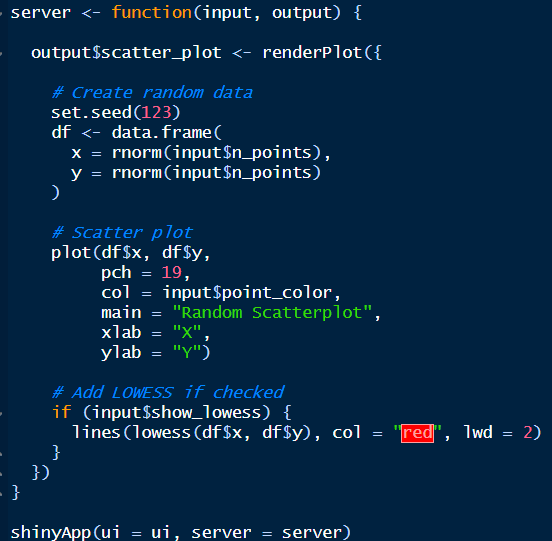 server <- function(input, output) {
output$scatter_plot <- renderPlot({
# Create random data
set.seed(123)
df <- data.frame(
x = rnorm(input$n_points),
y = rnorm(input$n_points)
)
# Scatter plot
plot(df$x, df$y,
pch = 19,
col = input$point_color,
main = "Random Scatterplot",
xlab = "X",
ylab = "Y")
# Add LOWESS if checked
if (input$show_lowess) {
lines(lowess(df$x, df$y), col = "red", lwd = 2)
}
})
}
shinyApp(ui = ui, server = server)